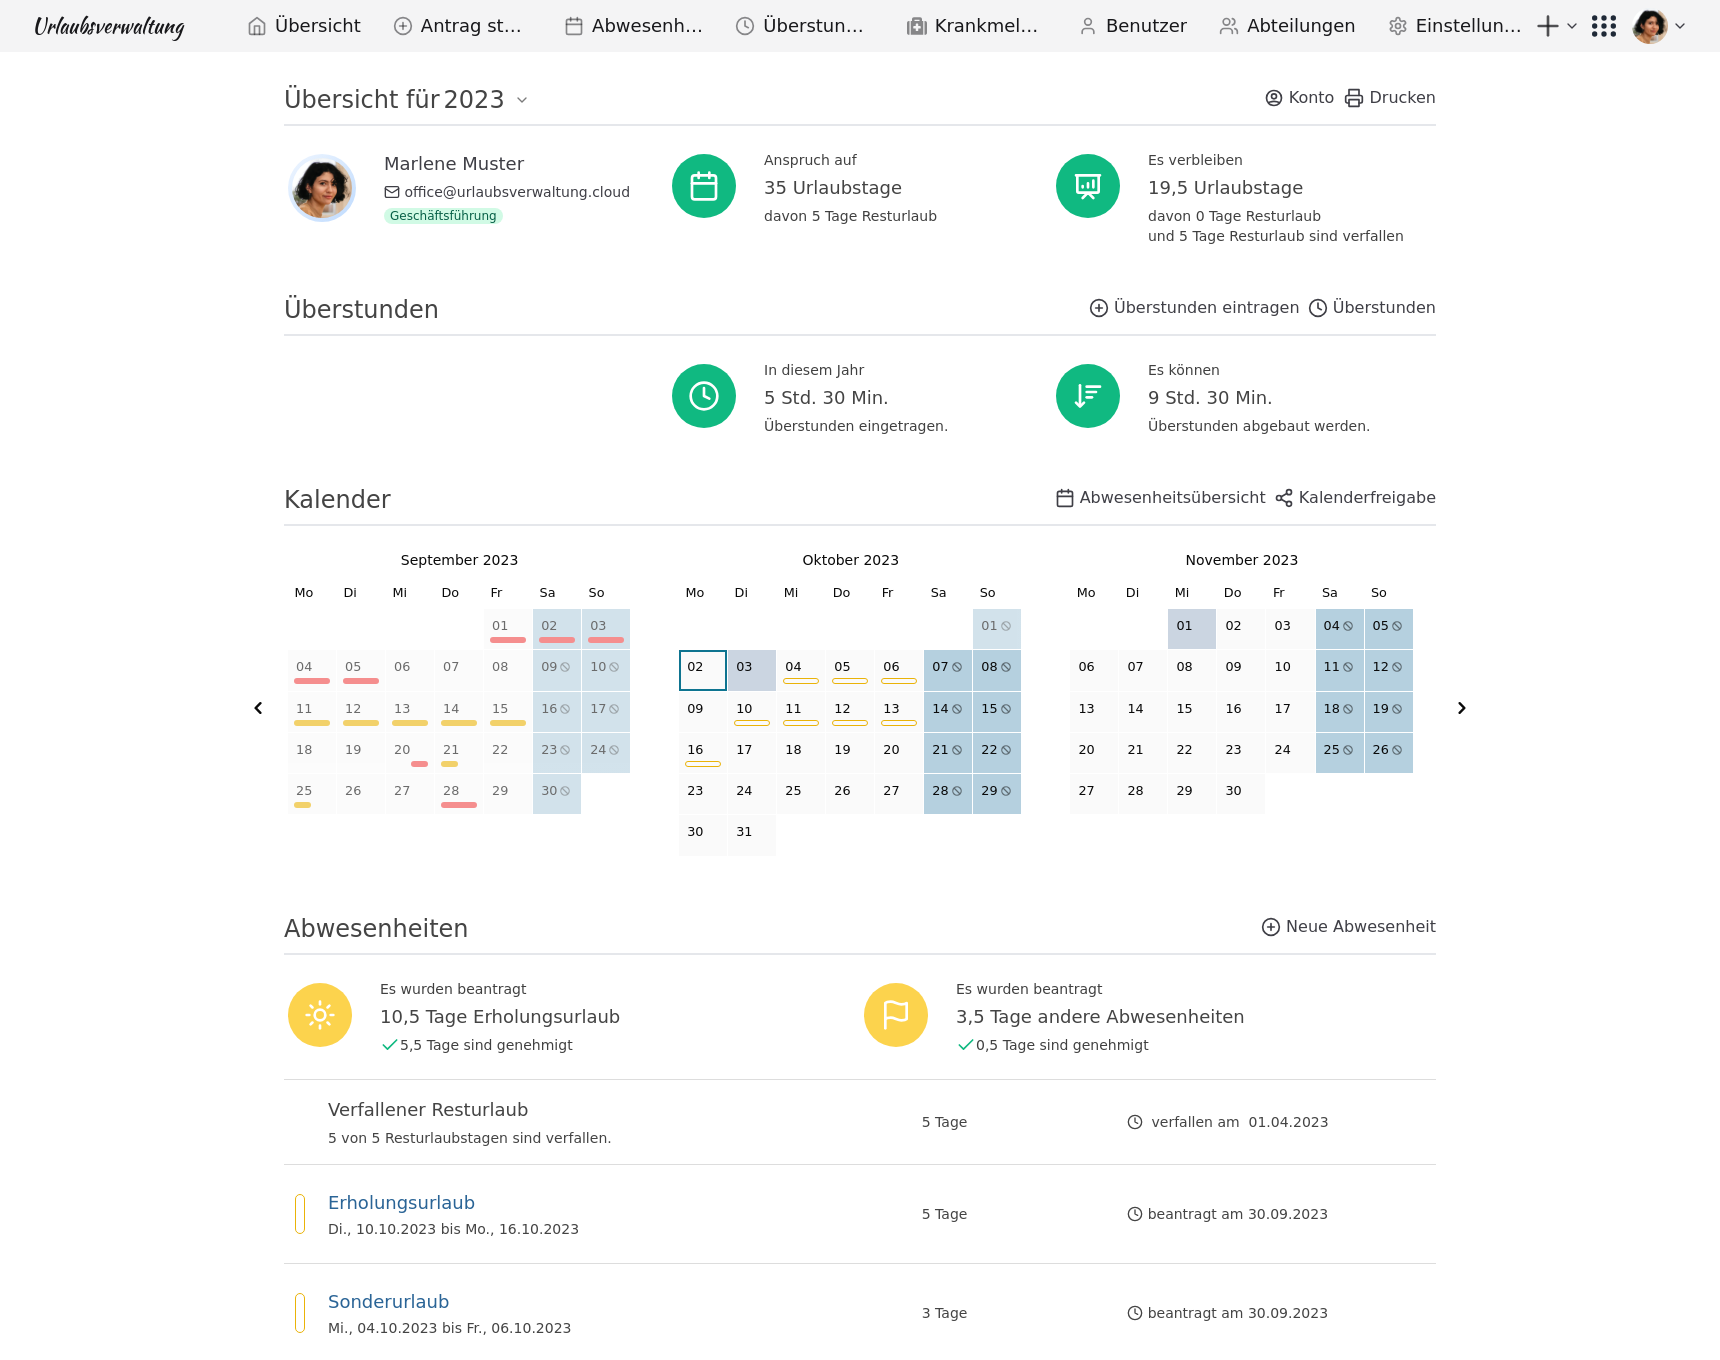 Urlaubsverwaltung Übersicht Antrag st... Abwesenh... Überstun... Krankmel... Benutzer Abteilungen Einstellun...
Übersicht für 2023 Konto Drucken
Marlene Muster
office@urlaubsverwaltung.cloud
Geschäftsführung
Anspruch auf
35 Urlaubstage
davon 5 Tage Resturlaub
Es verbleiben
19,5 Urlaubstage
davon 0 Tage Resturlaub
und 5 Tage Resturlaub sind verfallen
Überstunden Überstunden eintragen Überstunden
In diesem Jahr
5 Std. 30 Min.
Überstunden eingetragen.
Es können
9 Std. 30 Min.
Überstunden abgebaut werden.
Kalender Abwesenheitsübersicht Kalenderfreigabe
September 2023
Mo Di Mi Do Fr Sa So
01 02 03
04 05 06 07 08 09 10
11 12 13 14 15 16 17
18 19 20 21 22 23 24
25 26 27 28 29 30
Oktober 2023
Mo Di Mi Do Fr Sa So
01
02 03 04 05 06 07 08
09 10 11 12 13 14 15
16 17 18 19 20 21 22
23 24 25 26 27 28 29
30 31
November 2023
Mo Di Mi Do Fr Sa So
01 02 03 04 05
06 07 08 09 10 11 12
13 14 15 16 17 18 19
20 21 22 23 24 25 26
27 28 29 30
Abwesenheiten Neue Abwesenheit
Es wurden beantragt
10,5 Tage Erholungsurlaub
5,5 Tage sind genehmigt
Es wurden beantragt
3,5 Tage andere Abwesenheiten
0,5 Tage sind genehmigt
Verfallener Resturlaub
5 von 5 Resturlaubstagen sind verfallen.
5 Tage
verfallen am 01.04.2023
Erholungsurlaub
Di., 10.10.2023 bis Mo., 16.10.2023
5 Tage
beantragt am 30.09.2023
Sonderurlaub
Mi., 04.10.2023 bis Fr., 06.10.2023
3 Tage
beantragt am 30.09.2023